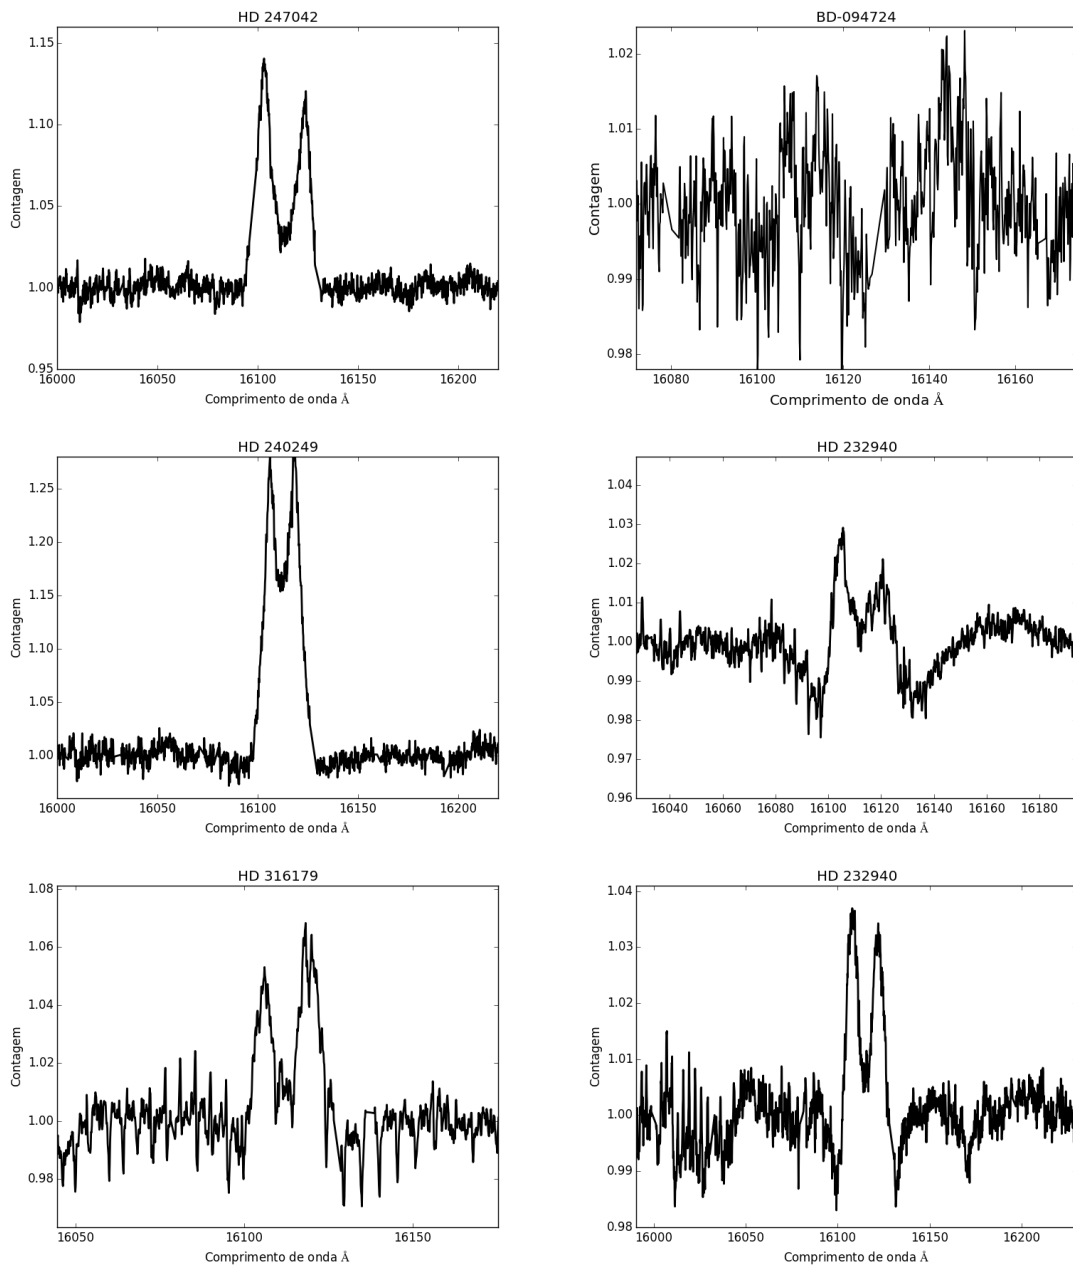 HD 247042
1.15
1.10
1.05
1.00
0.95
Contagem
16000 16050 16100 16150 16200
Comprimento de onda Å
BD-094724
1.02
1.01
1.00
0.99
0.98
Contagem
16080 16100 16120 16140 16160
Comprimento de onda Å
HD 240249
1.25
1.20
1.15
1.10
1.05
1.00
Contagem
16000 16050 16100 16150 16200
Comprimento de onda Å
HD 232940
1.04
1.03
1.02
1.01
1.00
0.99
0.98
0.97
0.96
Contagem
16040 16060 16080 16100 16120 16140 16160 16180
Comprimento de onda Å
HD 316179
1.08
1.06
1.04
1.02
1.00
0.98
Contagem
16050 16100 16150
Comprimento de onda Å
HD 232940
1.04
1.03
1.02
1.01
1.00
0.99
0.98
Contagem
16000 16050 16100 16150 16200
Comprimento de onda Å